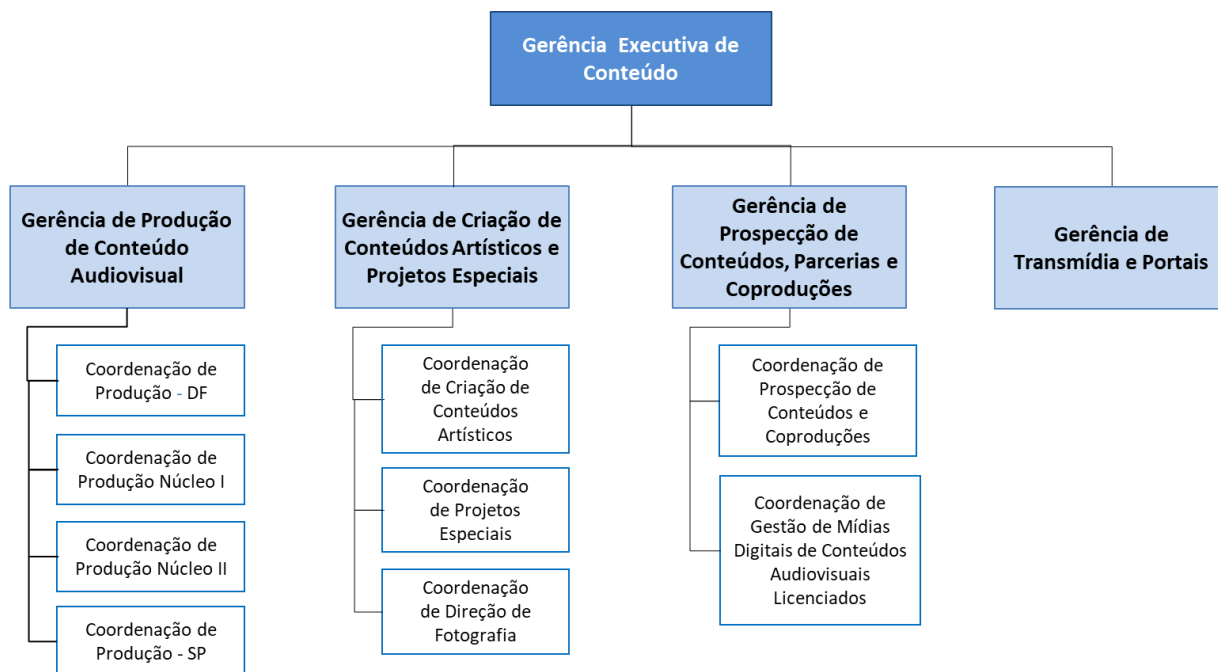 Gerência Executiva de
Conteúdo
Gerência de Produção
de Conteúdo
Audiovisual
Gerência de Criação de
Conteúdos Artísticos e
Projetos Especiais
Gerência de
Prospecção de
Conteúdos, Parcerias e
Coproduções
Gerência de
Transmídia e Portais
Coordenação de
Produção - DF
Coordenação de
Produção Núcleo I
Coordenação de
Produção Núcleo II
Coordenação de
Produção - SP
Coordenação
de Criação de
Conteúdos
Artísticos
Coordenação
de Projetos
Especiais
Coordenação
de Direção de
Fotografia
Coordenação de
Prospecção de
Conteúdos e
Coproduções
Coordenação de
Gestão de Mídias
Digitais de Conteúdos
Audiovisuais
Licenciados